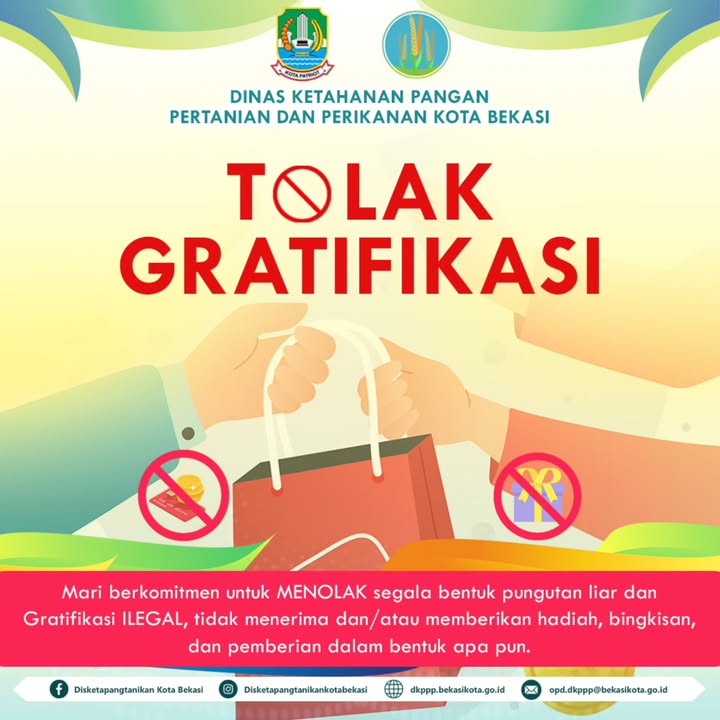 KOTA PATRIOT
DINAS KETAHANAN PANGAN
PERTANIAN DAN PERIKANAN KOTA BEKASI
TOLAK
GRATIFIKASI
Mari berkomitmen untuk MENOLAK segala bentuk pungutan liar dan
Gratifikasi ILEGAL, tidak menerima dan/atau memberikan hadiah, bingkisan,
dan pemberian dalam bentuk apa pun.
Disketapangtanikan Kota Bekasi Disketapangtanikankotabekasi dkppp.bekasikota.go.id opd.dkppp@bekasikota.go.id